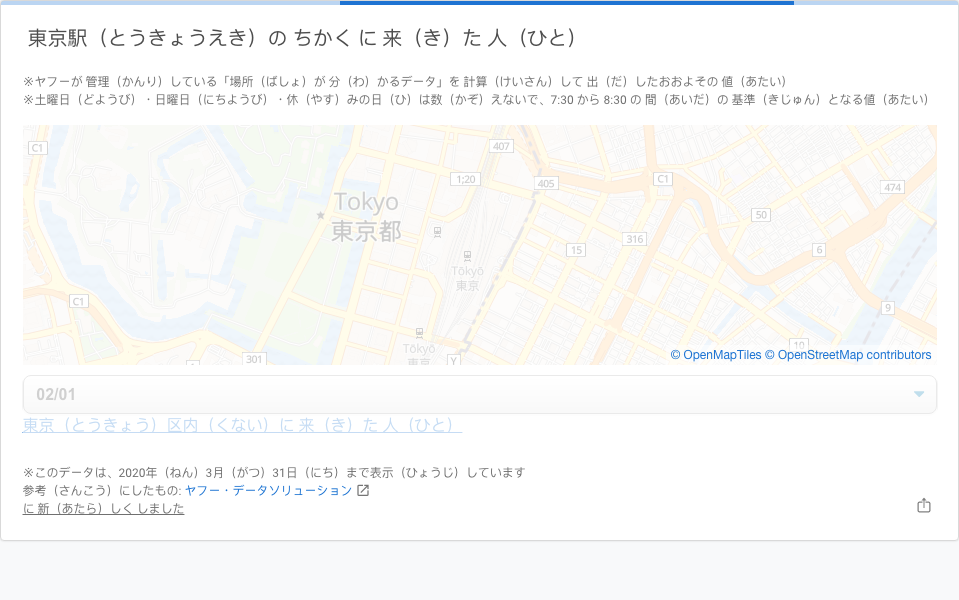 東京駅（とうきょうえき）の ちかく に 来（き）た 人（ひと）
※ヤフーが 管理（かんり）している「場所（ばしょ）が 分（わ）かるデータ」を 計算（けいさん）して 出（だ）したおおよその 値（あたい）
※土曜日（どようび）・日曜日（にちようび）・休（やす）みの日（ひ）は数（かぞ）えないで、7:30 から 8:30 の 間（あいだ）の 基準（きじゅん）となる値（あたい）
C1
407
1;20
405
C1
474
Tokyo
東京都
50
316
15
6
Tōkyō
東京
C1
9
301
Tōkyō
東京
Y
10
© OpenMapTiles © OpenStreetMap contributors
02/01
東京（とうきょう）区内（くない）に 来（き）た 人（ひと）
※このデータは、2020年（ねん）3月（がつ）31日（にち）まで表示（ひょうじ）しています
参考（さんこう）にしたもの: ヤフー・データソリューション
に 新（あたら）しく しました